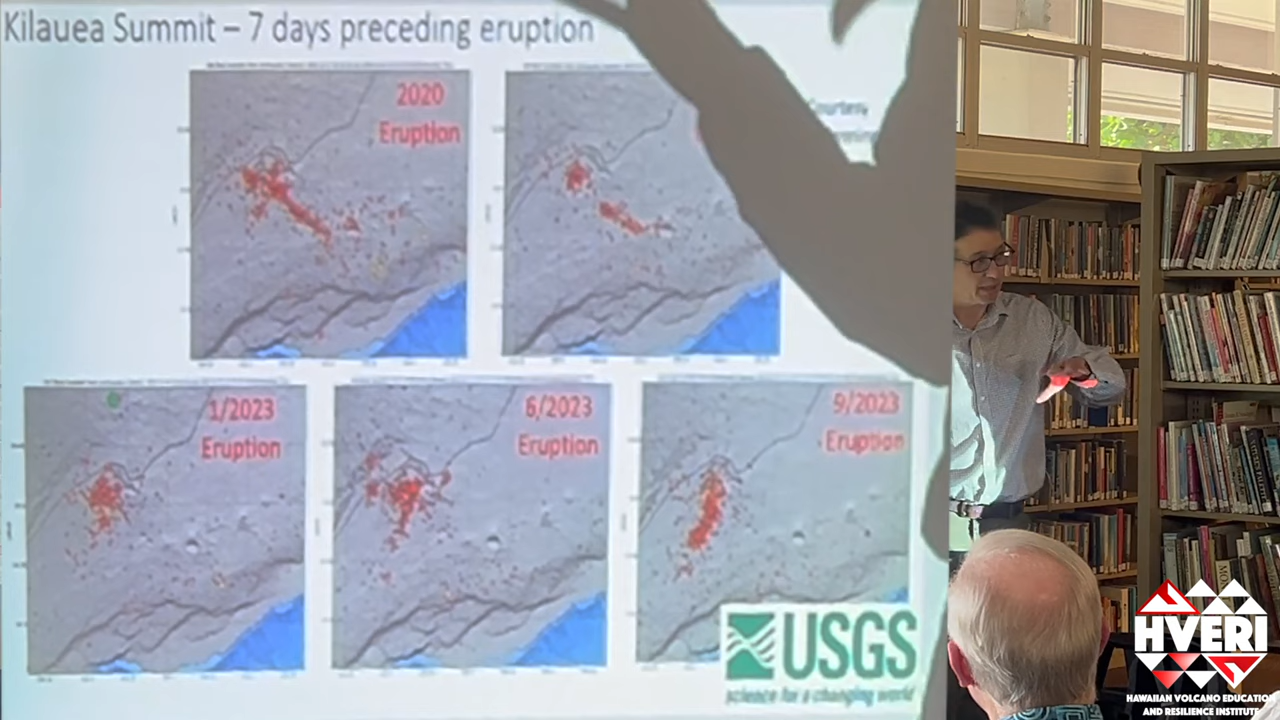 Kilauea Summit – 7 days preceding eruption
2020
Eruption
1/2023
Eruption
6/2023
Eruption
9/2023
Eruption
USGS
science for a changing world
HVERI
HAWAIIAN VOLCANO EDUCATION
AND RESILIENCE INSTITUTE